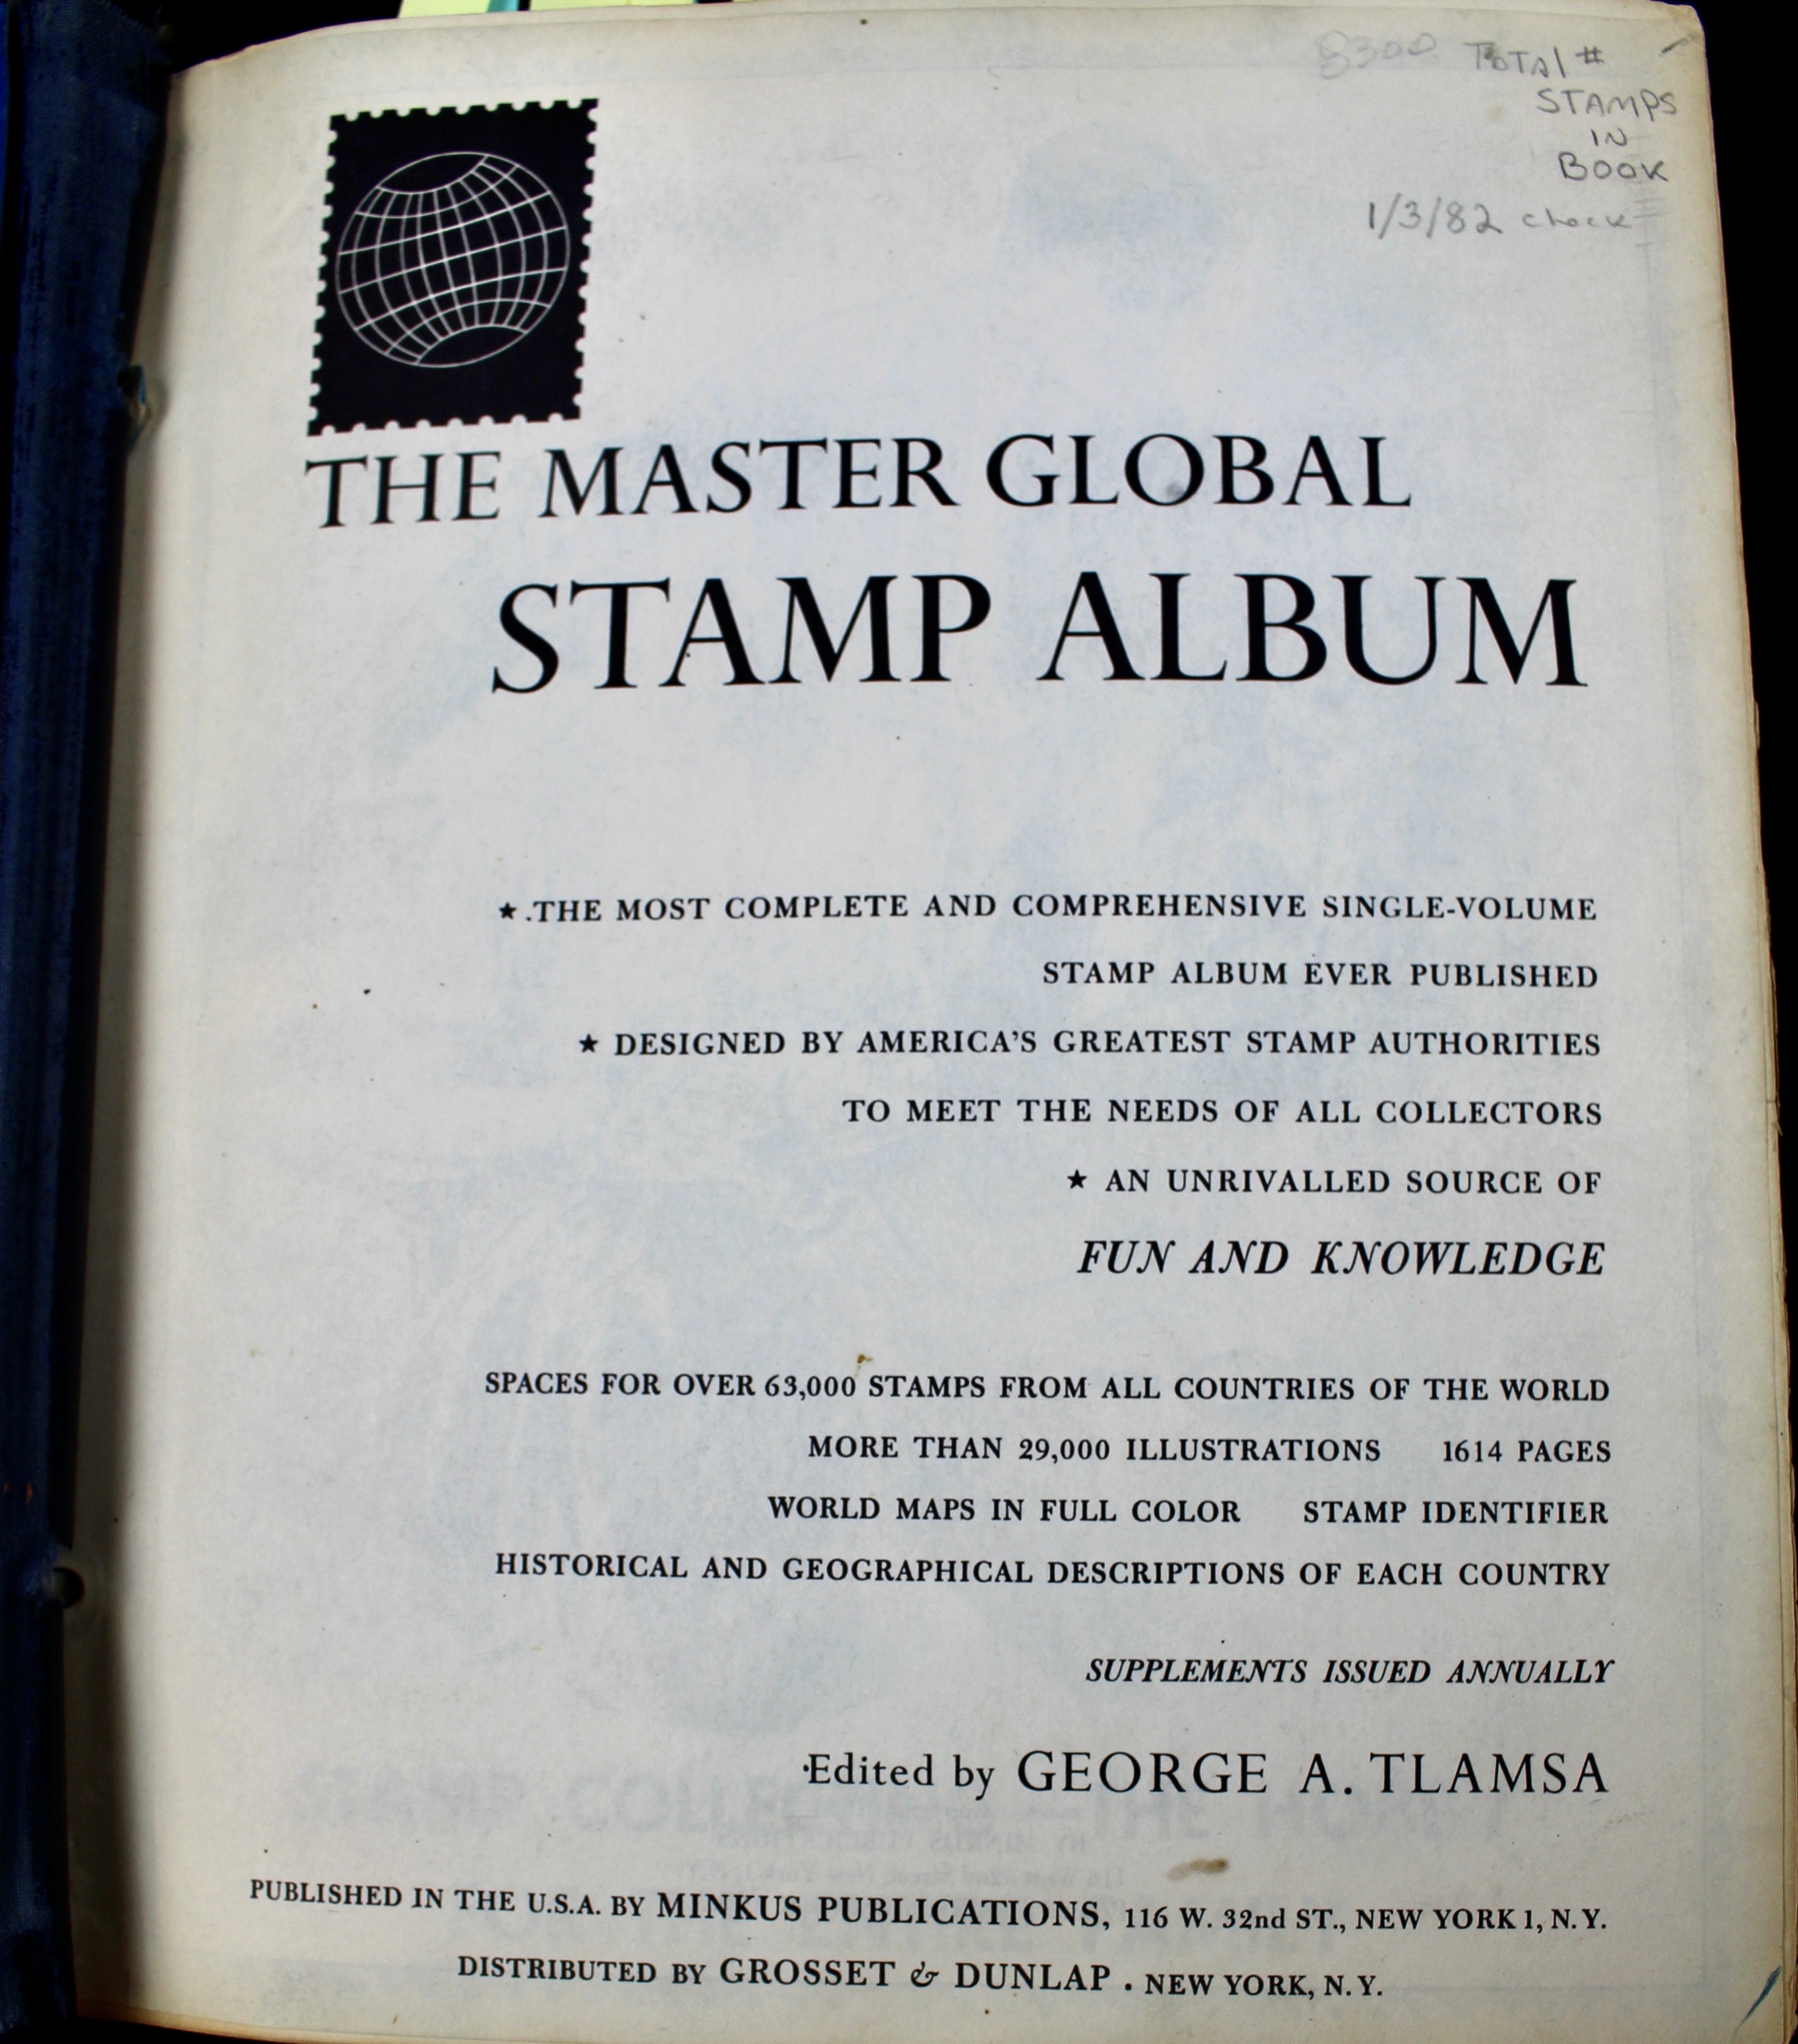 8300 TOTAL #
STAMPS
IN
BOOK
1/3/82 check
THE MASTER GLOBAL
STAMP ALBUM
★ .THE MOST COMPLETE AND COMPREHENSIVE SINGLE-VOLUME
STAMP ALBUM EVER PUBLISHED
★ DESIGNED BY AMERICA'S GREATEST STAMP AUTHORITIES
TO MEET THE NEEDS OF ALL COLLECTORS
★ AN UNRIVALLED SOURCE OF
FUN AND KNOWLEDGE
SPACES FOR OVER 63,000 STAMPS FROM ALL COUNTRIES OF THE WORLD
MORE THAN 29,000 ILLUSTRATIONS 1614 PAGES
WORLD MAPS IN FULL COLOR STAMP IDENTIFIER
HISTORICAL AND GEOGRAPHICAL DESCRIPTIONS OF EACH COUNTRY
SUPPLEMENTS ISSUED ANNUALLY
Edited by GEORGE A. TLAMSA
PUBLISHED IN THE U.S.A. BY MINKUS PUBLICATIONS, 116 W. 32nd ST., NEW YORK 1, N.Y.
DISTRIBUTED BY GROSSET & DUNLAP . NEW YORK, N.Y.